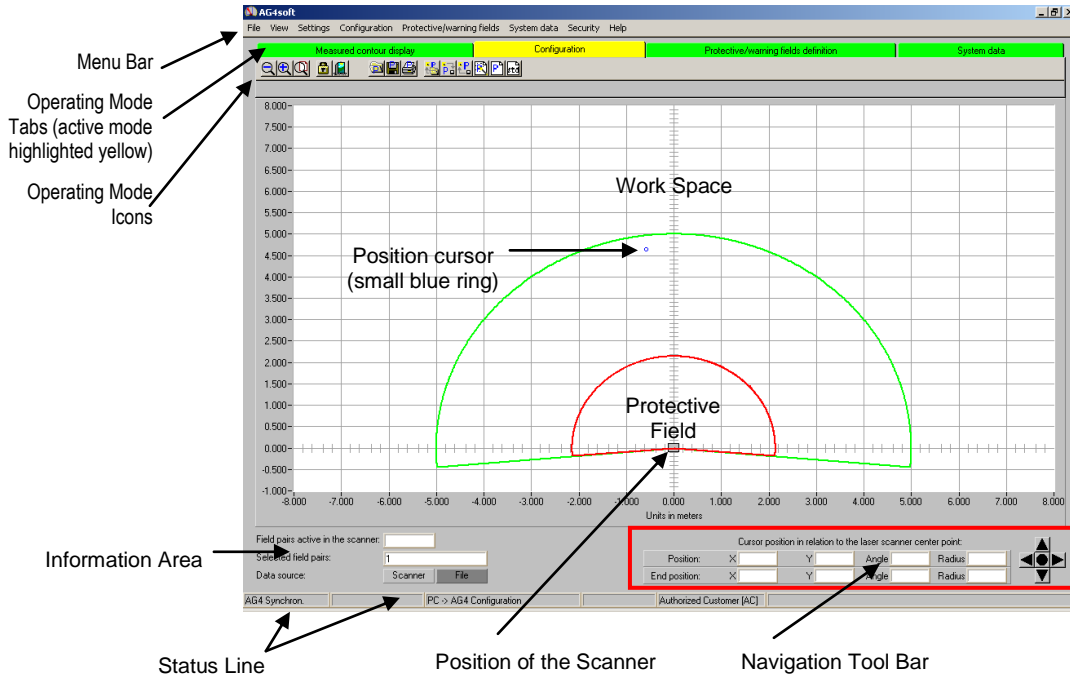 AG4soft
File View Settings Configuration Protective/warning fields System data Security Help
Measured contour display Configuration Protective/warning fields definition System data
Menu Bar
Operating Mode
Tabs (active mode
highlighted yellow)
Operating Mode
Icons
8.000
7.500
7.000
6.500
6.000
5.500
5.000
4.500
4.000
3.500
3.000
2.500
2.000
1.500
1.000
0.500
0.000
-0.500
-1.000
Work Space
Position cursor
(small blue ring)
Protective
Field
-8.000 -7.000 -6.000 -5.000 -4.000 -3.000 -2.000 -1.000 0.000 1.000 2.000 3.000 4.000 5.000 6.000 7.000 8.000
Units in meters
Information Area
Field pairs active in the scanner:
Selected field pairs: 1
Data source: Scanner File
Cursor position in relation to the laser scanner center point:
Position: X Y Angle Radius
End position: X Y Angle Radius
AG4 Synchron. PC -> AG4 Configuration Authorized Customer [AC]
Status Line
Position of the Scanner
Navigation Tool Bar